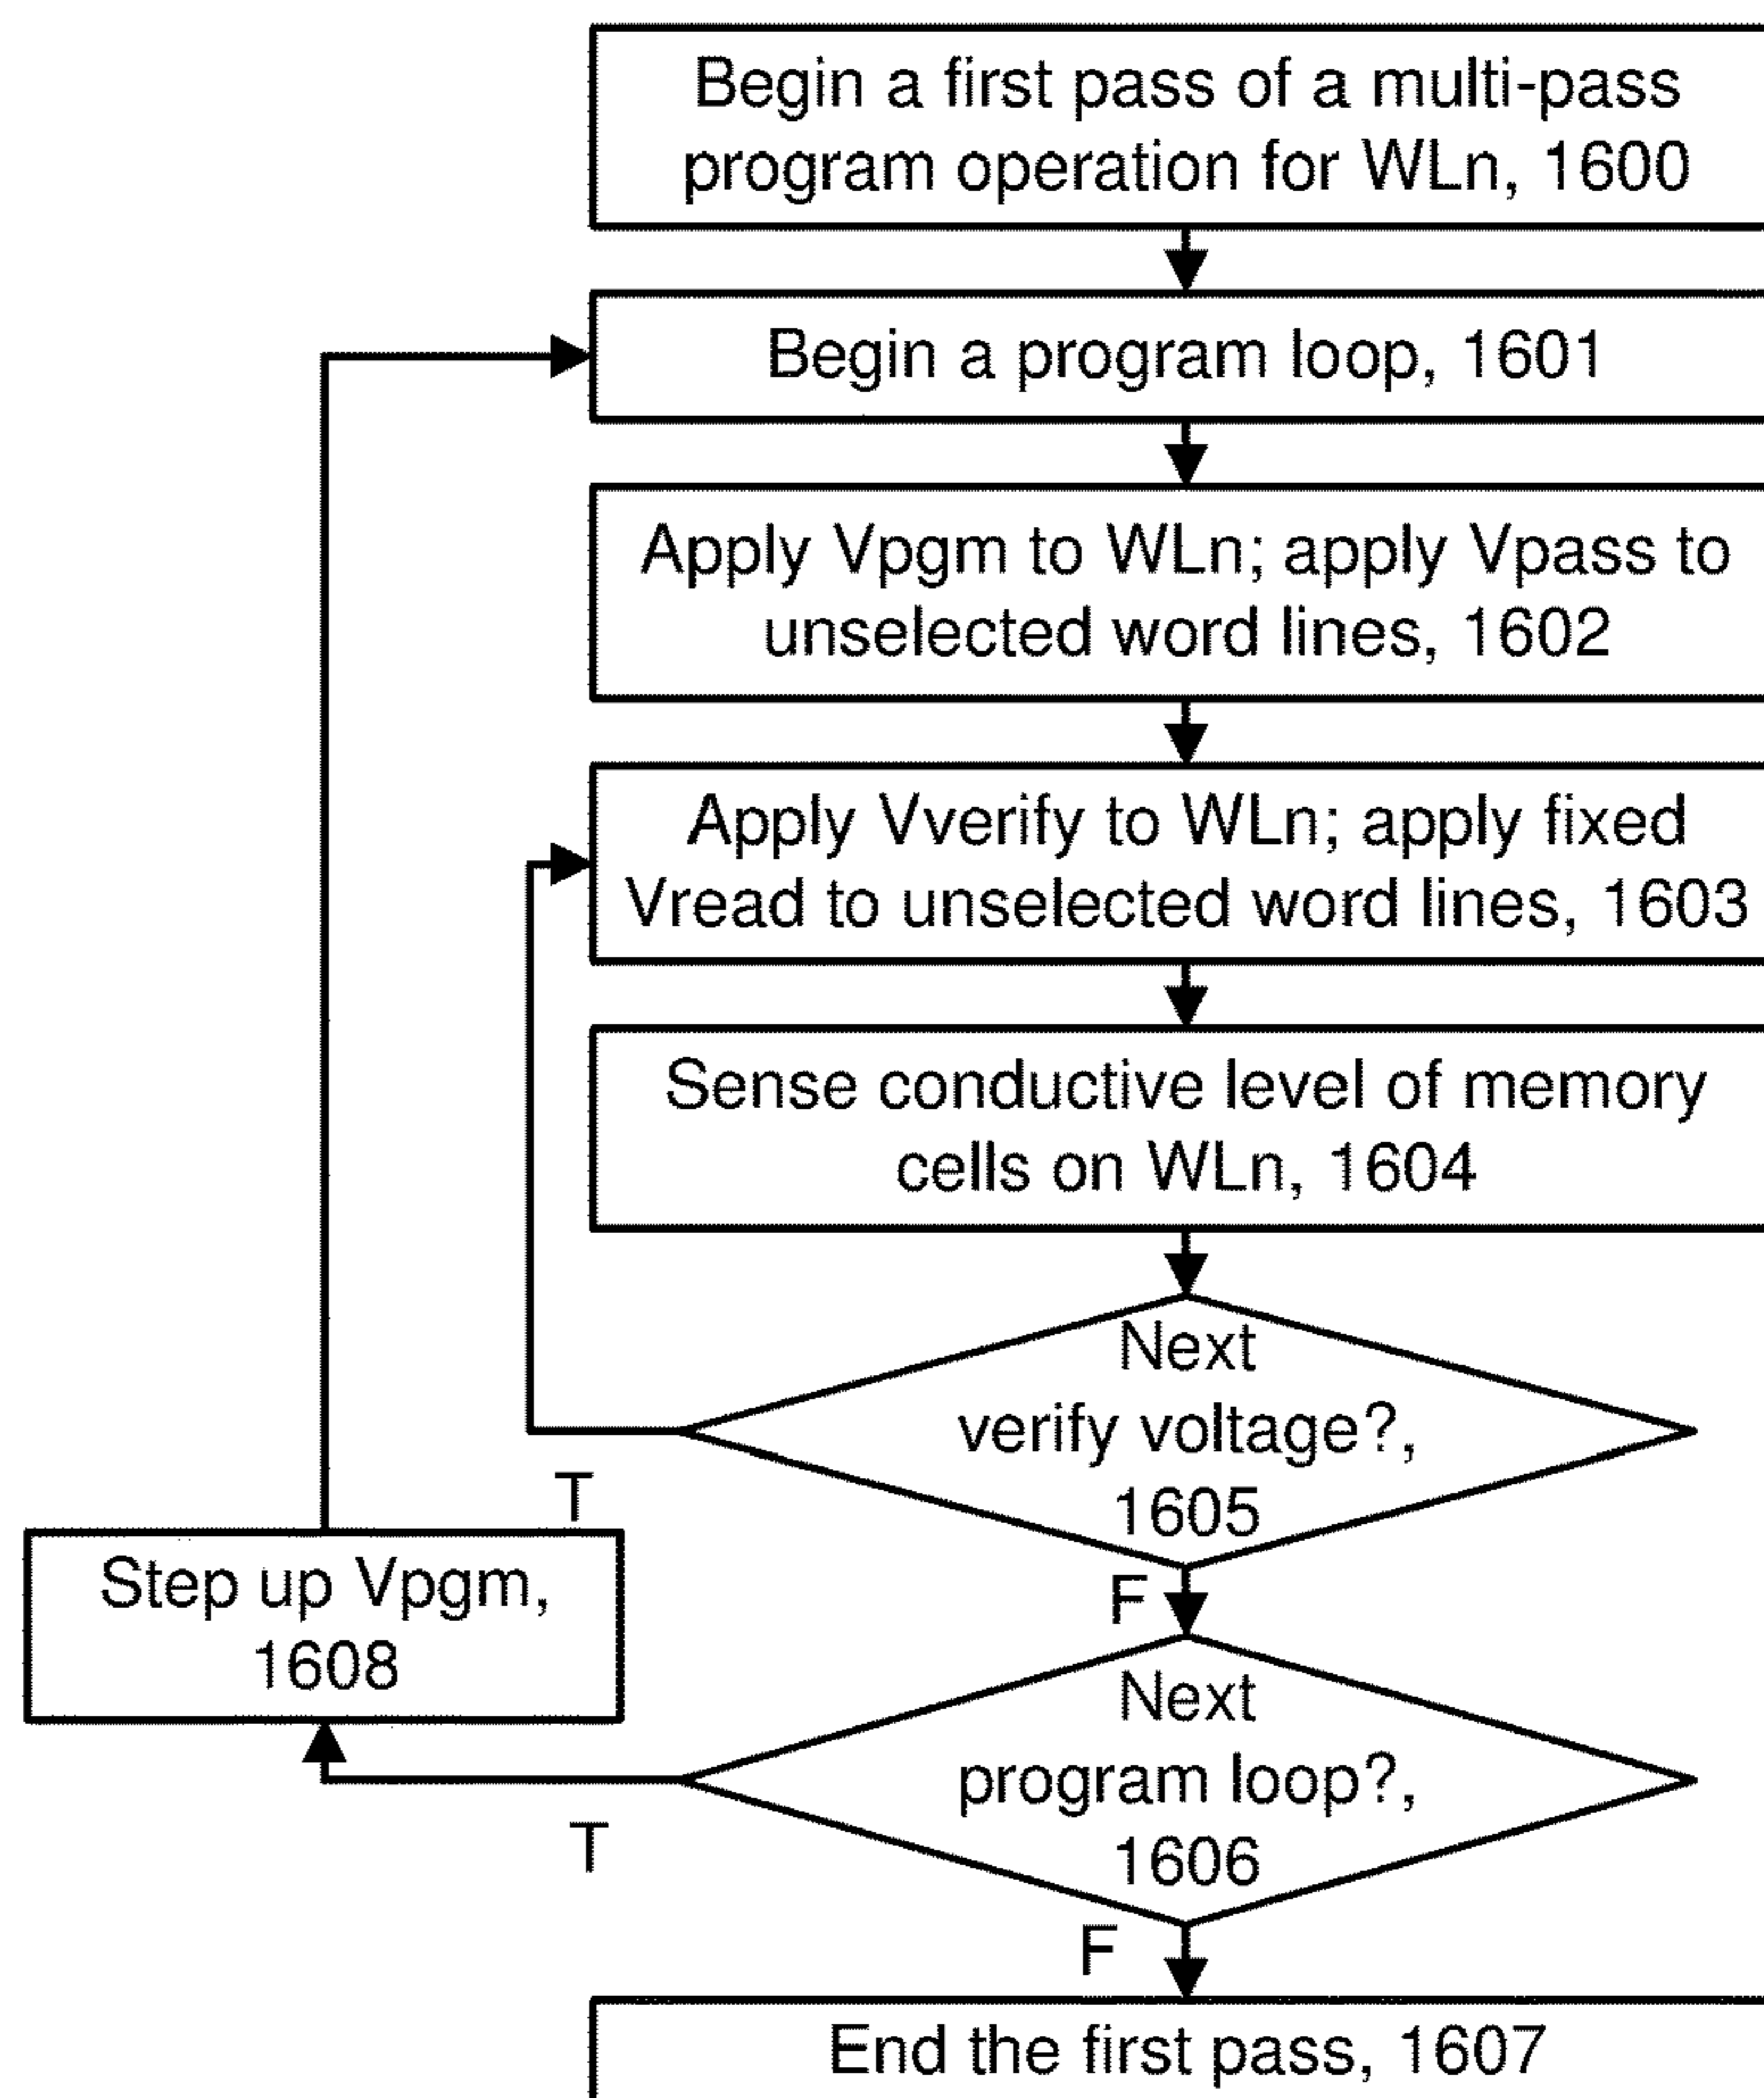 Begin a first pass of a multi-pass
program operation for WLn, 1600
Begin a program loop, 1601
Apply Vpgm to WLn; apply Vpass to
unselected word lines, 1602
Apply Vverify to WLn; apply fixed
Vread to unselected word lines, 1603
Sense conductive level of memory
cells on WLn, 1604
Next
verify voltage?,
1605
T
F
Step up Vpgm,
1608
Next
program loop?,
1606
T
F
End the first pass, 1607